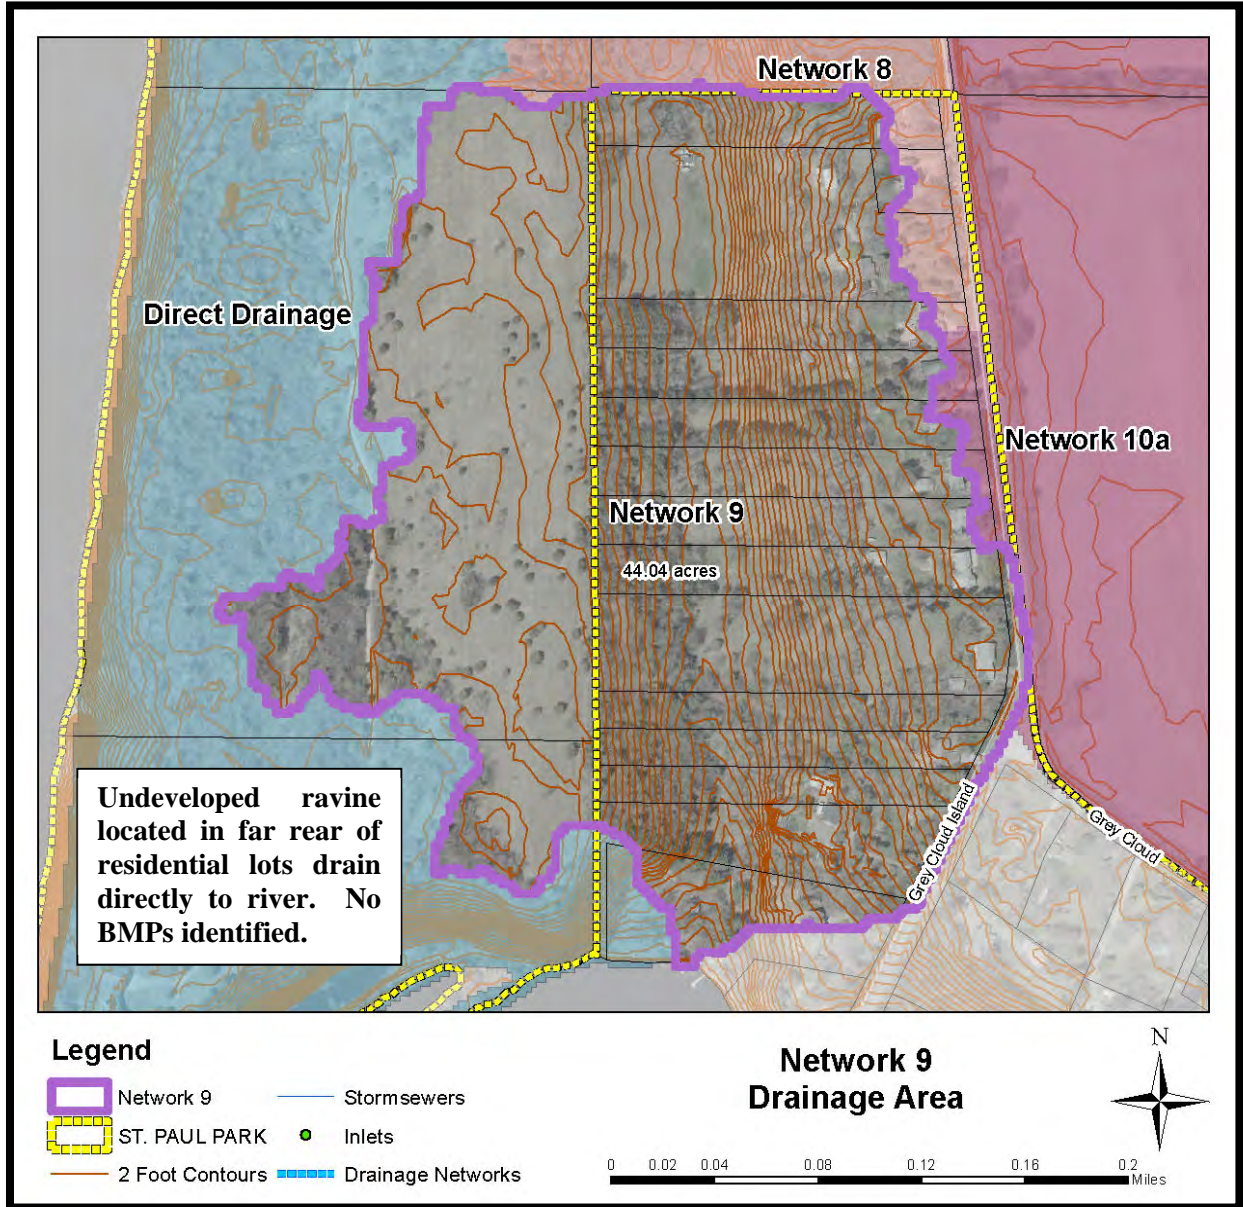 Network 8
Direct Drainage
Network 10a
Network 9
44.04 acres
Undeveloped ravine
located in far rear of
residential lots drain
directly to river. No
BMPs identified.
Grey Cloud Island
Grey Cloud
Legend
Network 9
Stormsewers
ST. PAUL PARK
Inlets
2 Foot Contours
Drainage Networks
Network 9
Drainage Area
N
0 0.02 0.04 0.08 0.12 0.16 0.2
Miles